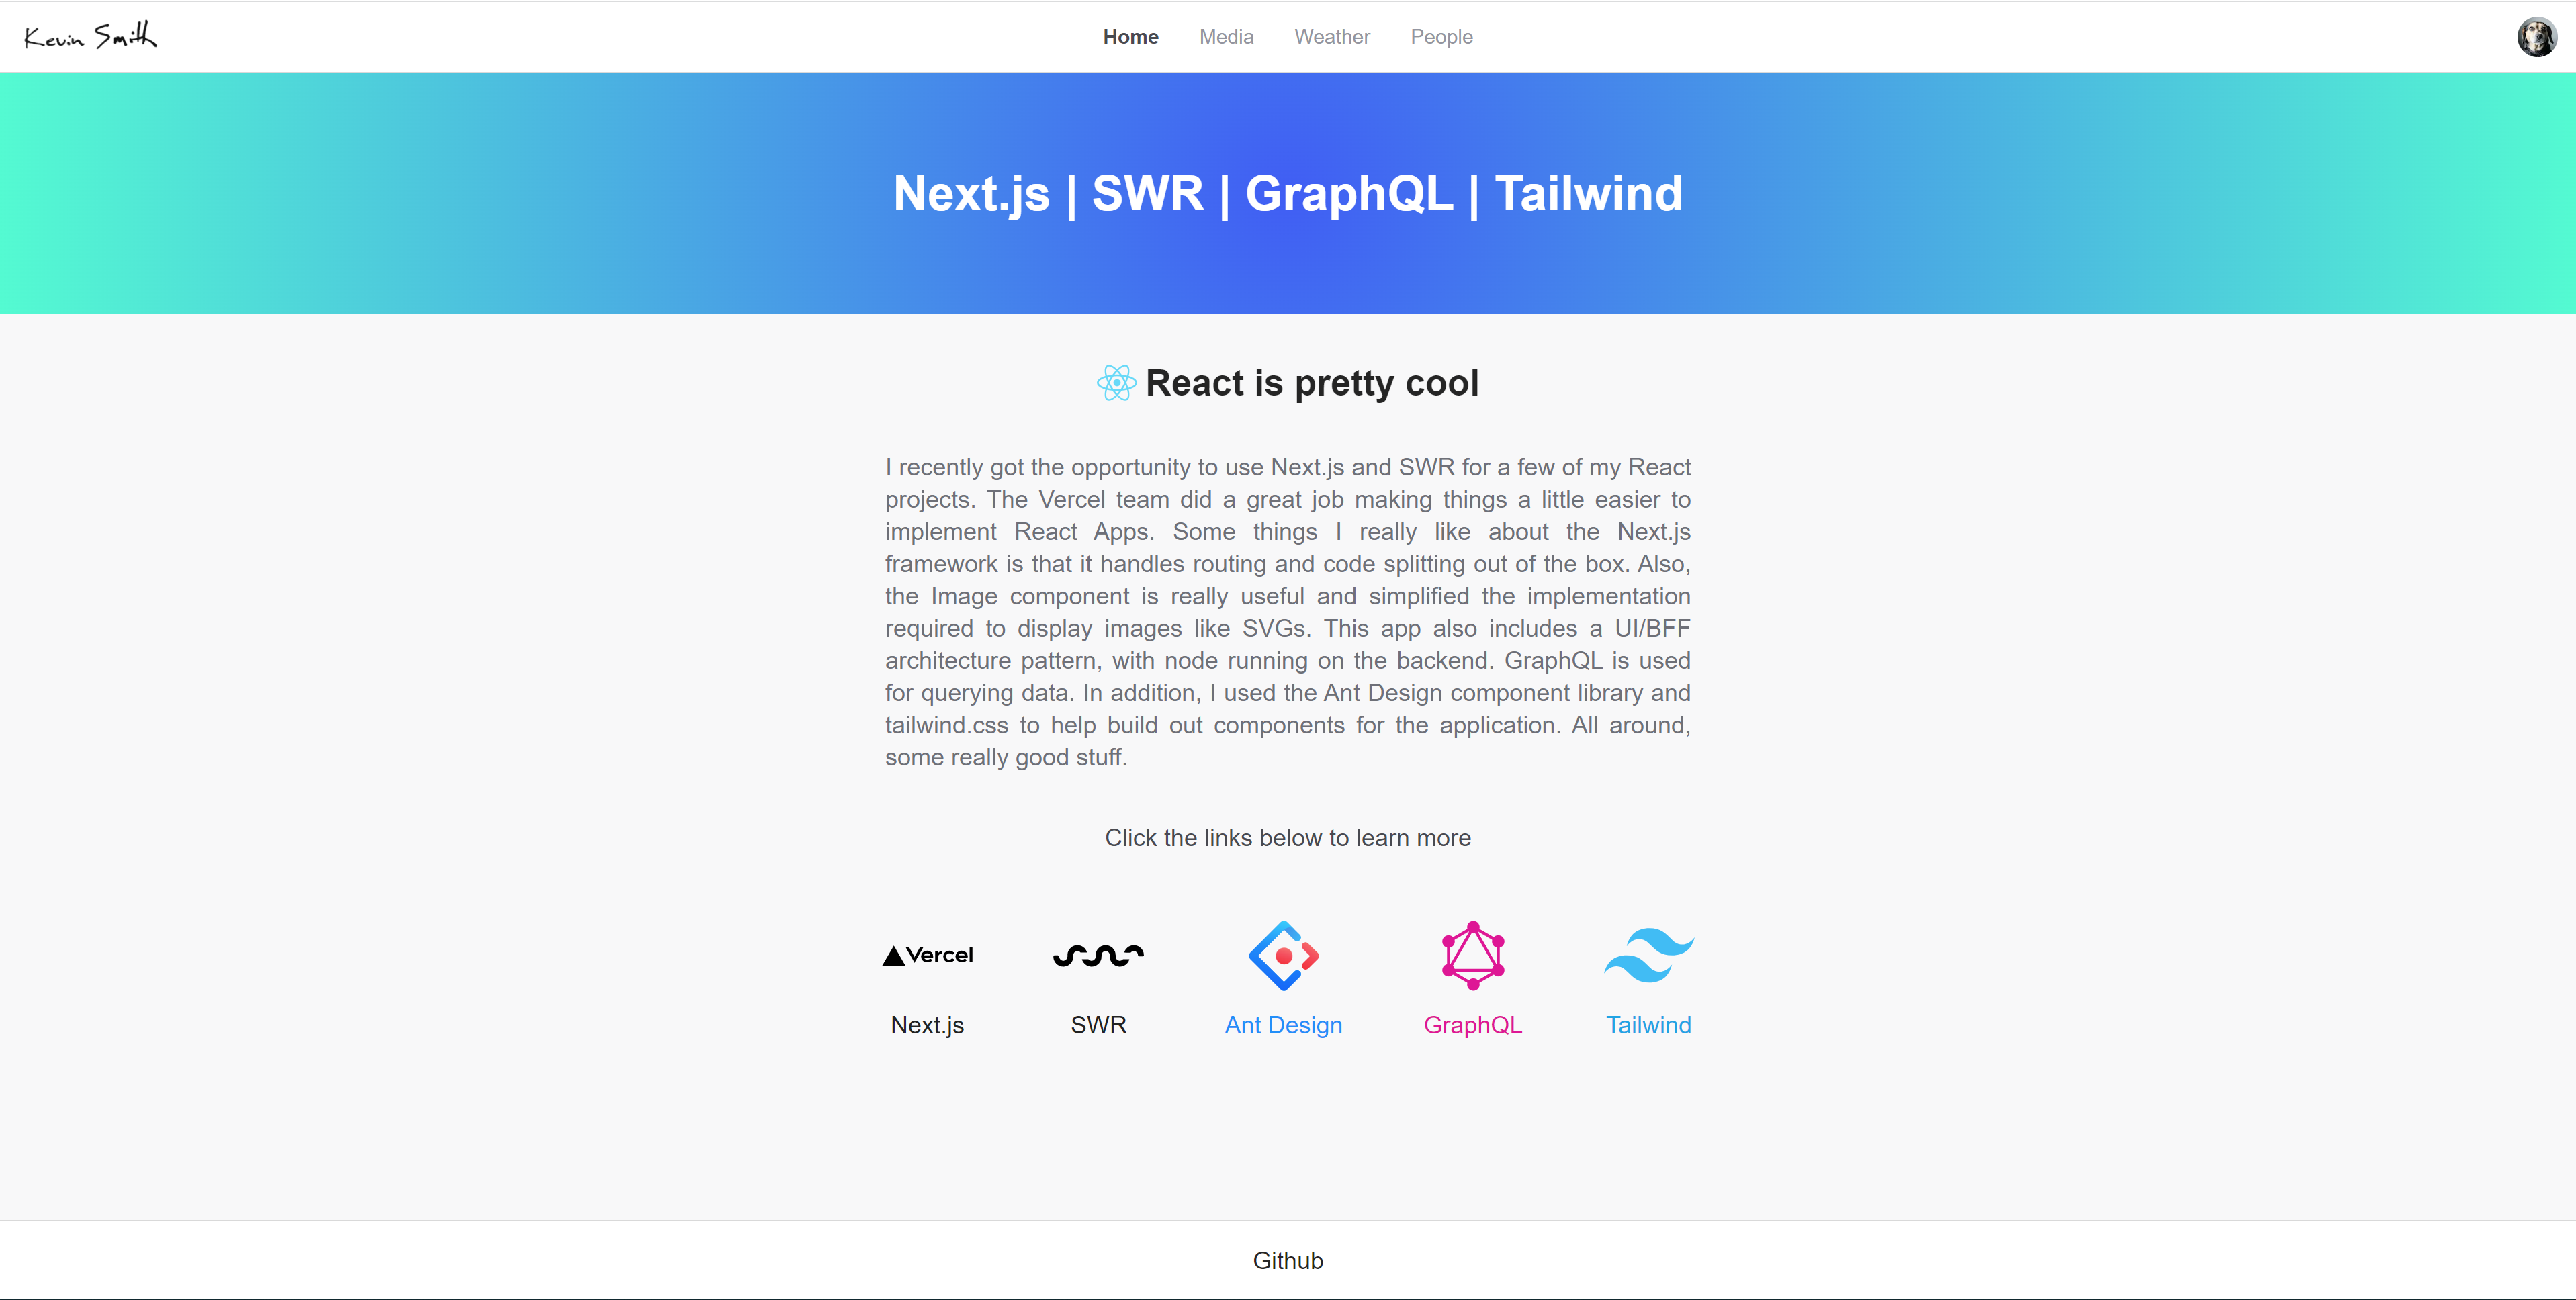 Kevin Smith
Home Media Weather People
Next.js | SWR | GraphQL | Tailwind
React is pretty cool
I recently got the opportunity to use Next.js and SWR for a few of my React
projects. The Vercel team did a great job making things a little easier to
implement React Apps. Some things I really like about the Next.js
framework is that it handles routing and code splitting out of the box. Also,
the Image component is really useful and simplified the implementation
required to display images like SVGs. This app also includes a UI/BFF
architecture pattern, with node running on the backend. GraphQL is used
for querying data. In addition, I used the Ant Design component library and
tailwind.css to help build out components for the application. All around,
some really good stuff.
Click the links below to learn more
Vercel
Next.js SWR Ant Design GraphQL Tailwind
Github